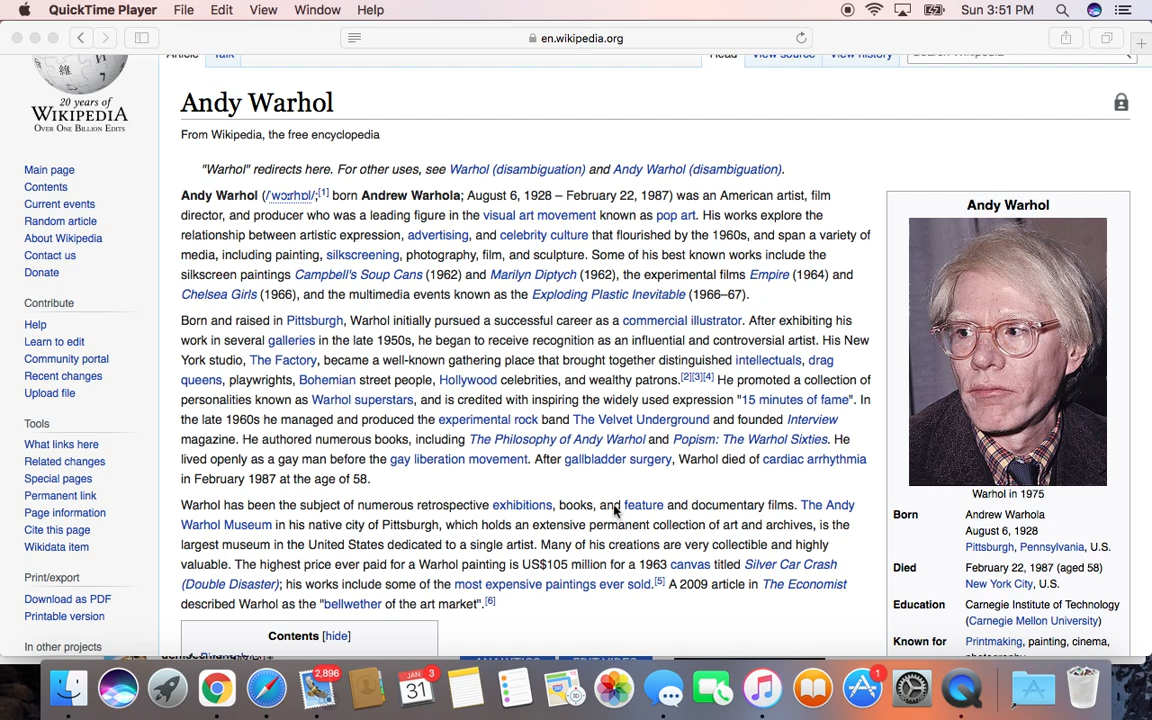 QuickTime Player File Edit View Window Help Sun 3:51 PM
en.wikipedia.org
Article Talk Read View source View history Search Wikipedia
20 years of
WIKIPEDIA
OVER ONE BILLION EDITS
Main page
Contents
Current events
Random article
About Wikipedia
Contact us
Donate
Contribute
Help
Learn to edit
Community portal
Recent changes
Upload file
Tools
What links here
Related changes
Special pages
Permanent link
Page information
Cite this page
Wikidata item
Print/export
Download as PDF
Printable version
In other projects
Andy Warhol
From Wikipedia, the free encyclopedia
"Warhol" redirects here. For other uses, see Warhol (disambiguation) and Andy Warhol (disambiguation).
Andy Warhol (/ˈwɔːrhɒl/;[1] born Andrew Warhola; August 6, 1928 – February 22, 1987) was an American artist, film
director, and producer who was a leading figure in the visual art movement known as pop art. His works explore the
relationship between artistic expression, advertising, and celebrity culture that flourished by the 1960s, and span a variety of
media, including painting, silkscreening, photography, film, and sculpture. Some of his best known works include the
silkscreen paintings Campbell's Soup Cans (1962) and Marilyn Diptych (1962), the experimental films Empire (1964) and
Chelsea Girls (1966), and the multimedia events known as the Exploding Plastic Inevitable (1966–67).
Born and raised in Pittsburgh, Warhol initially pursued a successful career as a commercial illustrator. After exhibiting his
work in several galleries in the late 1950s, he began to receive recognition as an influential and controversial artist. His New
York studio, The Factory, became a well-known gathering place that brought together distinguished intellectuals, drag
queens, playwrights, Bohemian street people, Hollywood celebrities, and wealthy patrons.[2][3][4] He promoted a collection of
personalities known as Warhol superstars, and is credited with inspiring the widely used expression "15 minutes of fame". In
the late 1960s he managed and produced the experimental rock band The Velvet Underground and founded Interview
magazine. He authored numerous books, including The Philosophy of Andy Warhol and Popism: The Warhol Sixties. He
lived openly as a gay man before the gay liberation movement. After gallbladder surgery, Warhol died of cardiac arrhythmia
in February 1987 at the age of 58.
Warhol has been the subject of numerous retrospective exhibitions, books, and feature and documentary films. The Andy
Warhol Museum in his native city of Pittsburgh, which holds an extensive permanent collection of art and archives, is the
largest museum in the United States dedicated to a single artist. Many of his creations are very collectible and highly
valuable. The highest price ever paid for a Warhol painting is US$105 million for a 1963 canvas titled Silver Car Crash
(Double Disaster); his works include some of the most expensive paintings ever sold.[5] A 2009 article in The Economist
described Warhol as the "bellwether of the art market".[6]
Contents [hide]
Andy Warhol
Warhol in 1975
Born Andrew Warhola
August 6, 1928
Pittsburgh, Pennsylvania, U.S.
Died February 22, 1987 (aged 58)
New York City, U.S.
Education Carnegie Institute of Technology
(Carnegie Mellon University)
Known for Printmaking, painting, cinema,
2,896
JAN
31
3
1